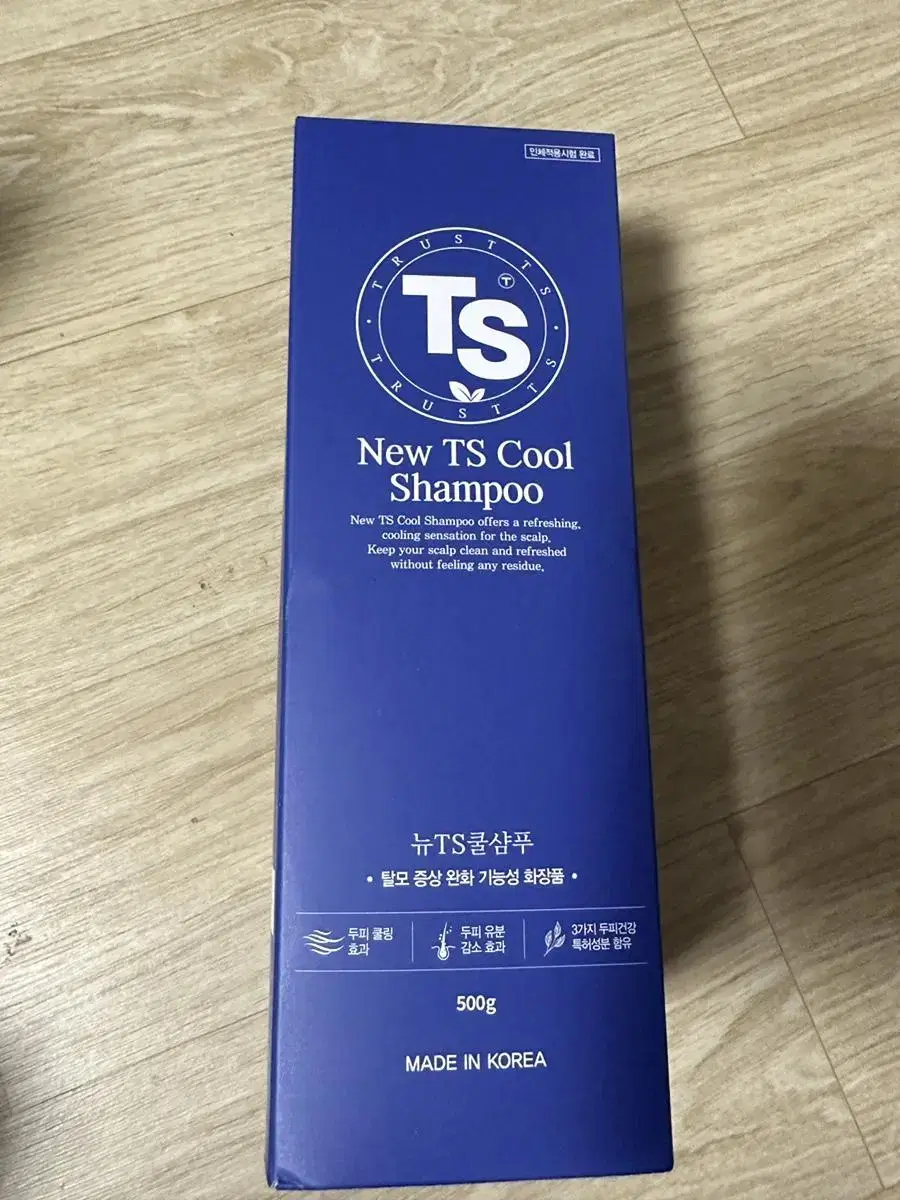 인체적용시험 완료
TRUST TS · TRUST TS ·
TS
T
New TS Cool
Shampoo
New TS Cool Shampoo offers a refreshing,
cooling sensation for the scalp.
Keep your scalp clean and refreshed
without feeling any residue.
뉴TS쿨샴푸
• 탈모 증상 완화 기능성 화장품 •
두피 쿨링
효과
두피 유분
감소 효과
3가지 두피건강
특허성분 함유
500g
MADE IN KOREA